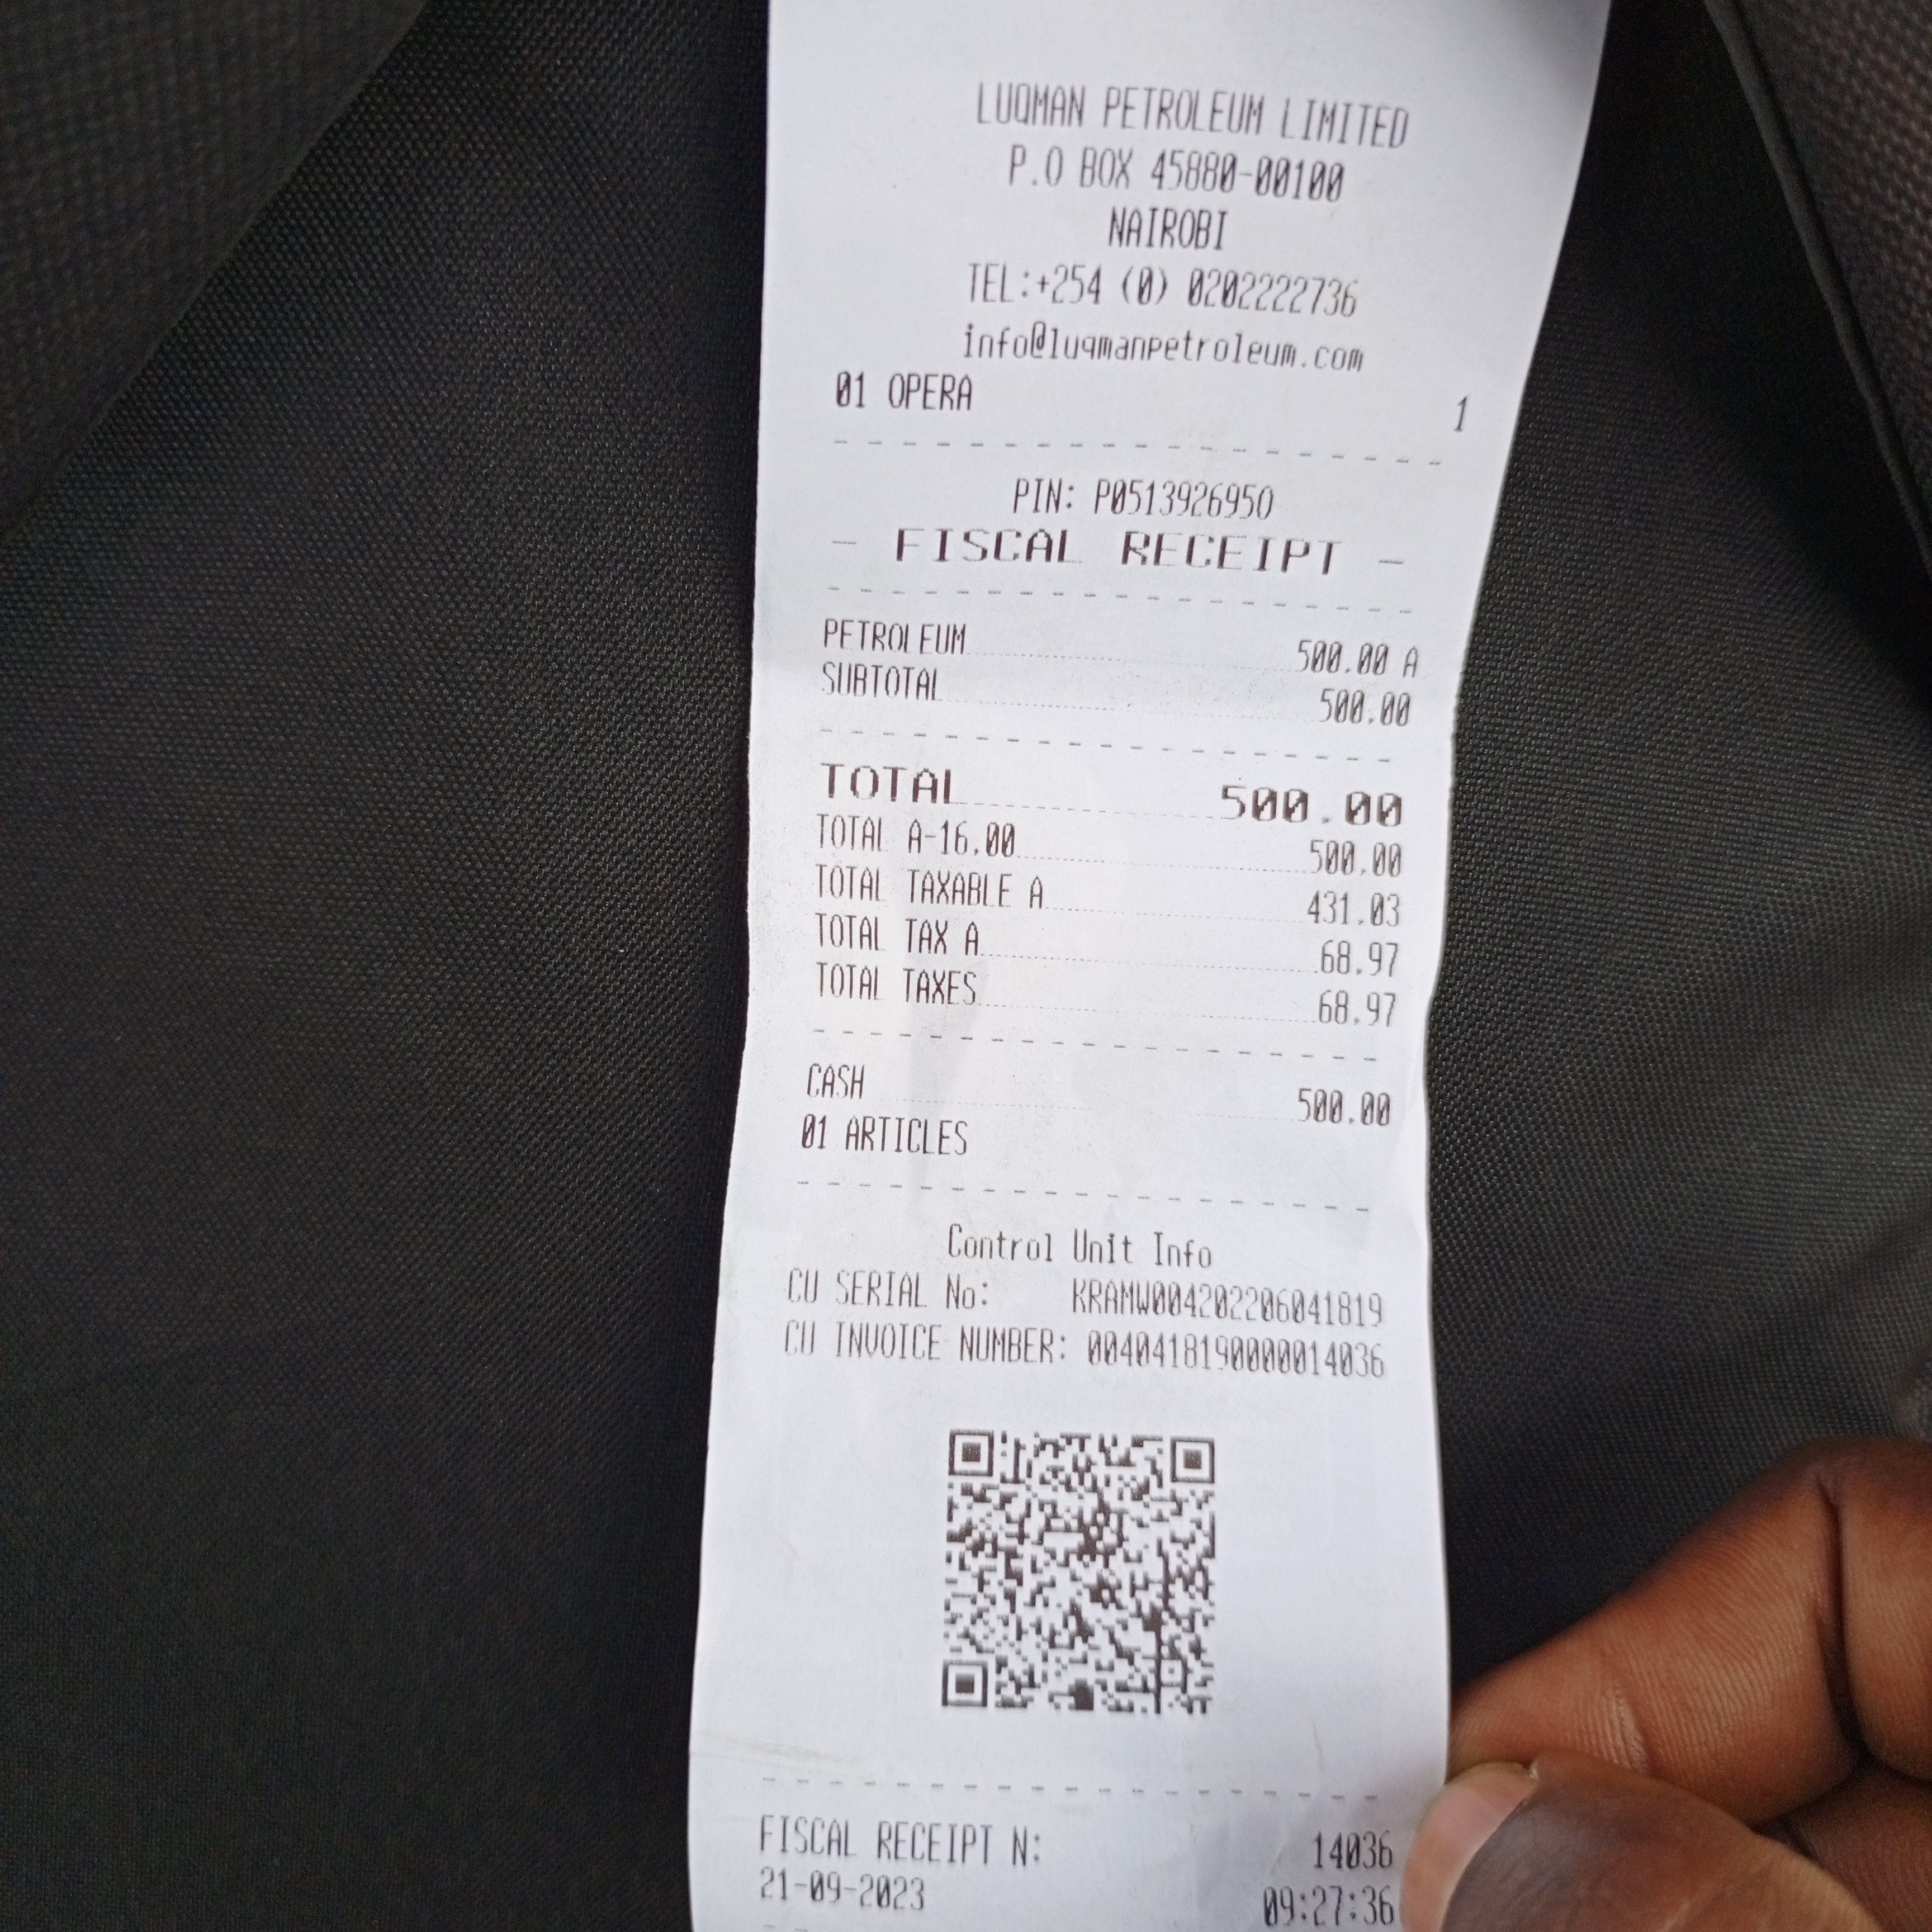 LUQMAN PETROLEUM LIMITED
P.O BOX 45880-00100
NAIROBI
TEL:+254 (0) 0202222736
info@luqmanpetroleum.com
01 OPERA 1
PIN: P051392695O
- FISCAL RECEIPT -
PETROLEUM 500.00 A
SUBTOTAL 500.00
TOTAL 500.00
TOTAL A-16.00 500.00
TOTAL TAXABLE A 431.03
TOTAL TAX A 68.97
TOTAL TAXES 68.97
CASH 500.00
01 ARTICLES
Control Unit Info
CU SERIAL No: KRAMW004202206041819
CU INVOICE NUMBER: 0040418190000014036
FISCAL RECEIPT N: 14036
21-09-2023 09:27:36